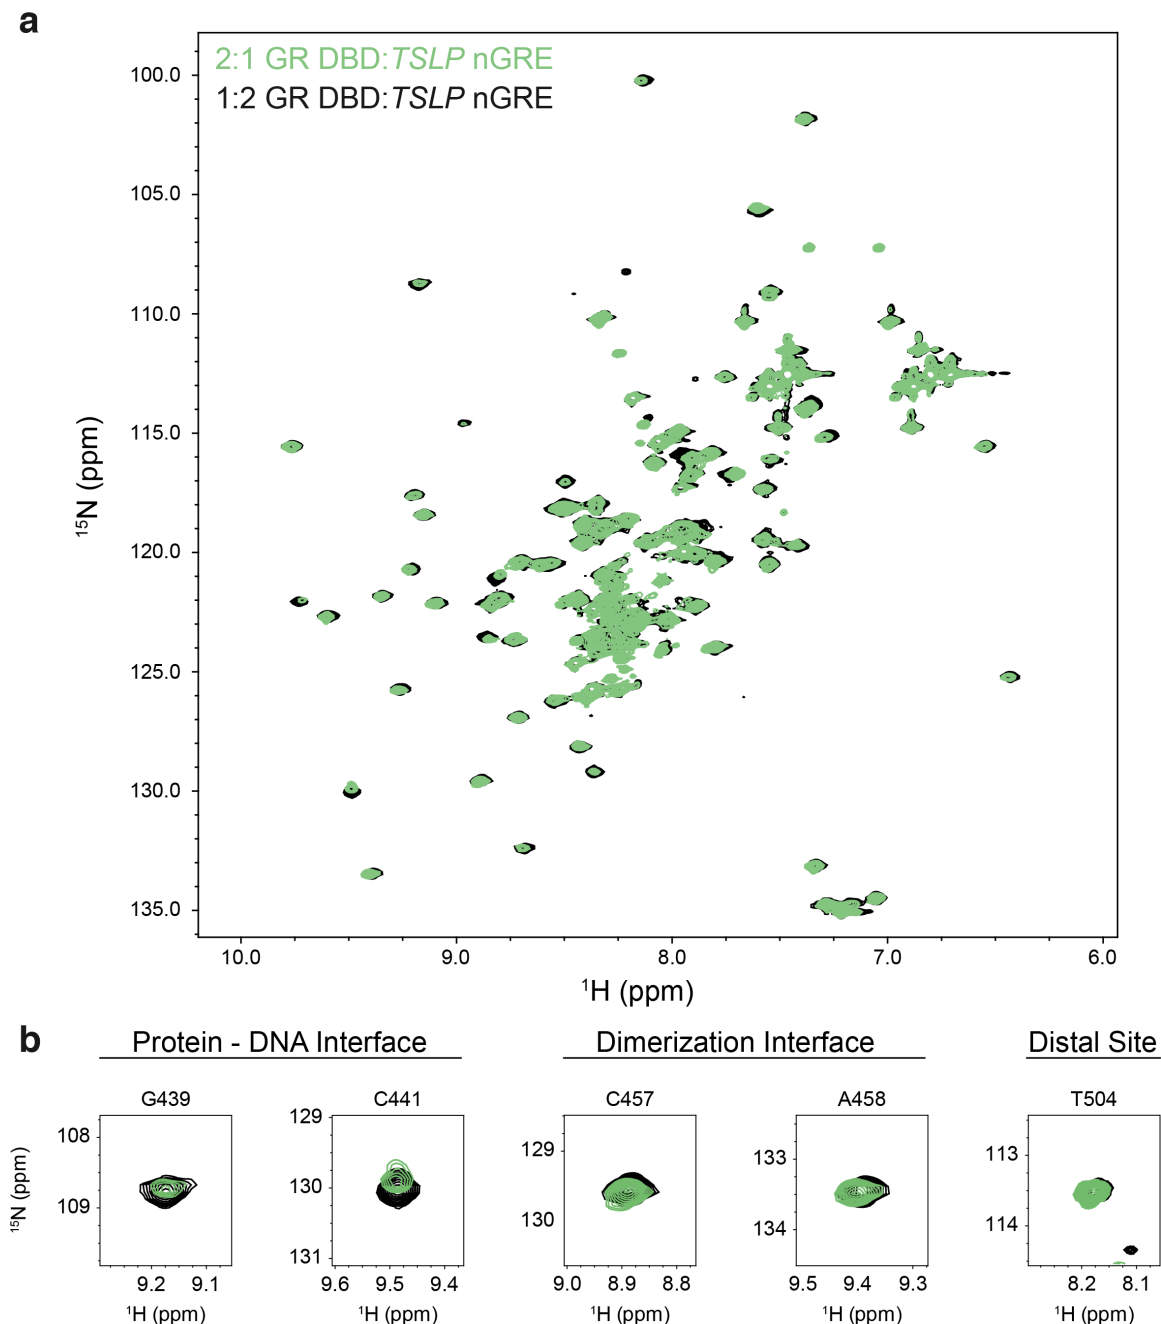 a
2:1 GR DBD:TSLP nGRE
1:2 GR DBD:TSLP nGRE
100.0
105.0
110.0
115.0
120.0
125.0
130.0
135.0
15N (ppm)
10.0 9.0 8.0 7.0 6.0
1H (ppm)
b
Protein - DNA Interface Dimerization Interface Distal Site
G439 C441 C457 A458 T504
108
109
129
130
131
129
130
133
134
113
114
15N (ppm)
9.2 9.1 9.6 9.5 9.4 9.0 8.9 8.8 9.5 9.4 9.3 8.2 8.1
1H (ppm) 1H (ppm) 1H (ppm) 1H (ppm) 1H (ppm)